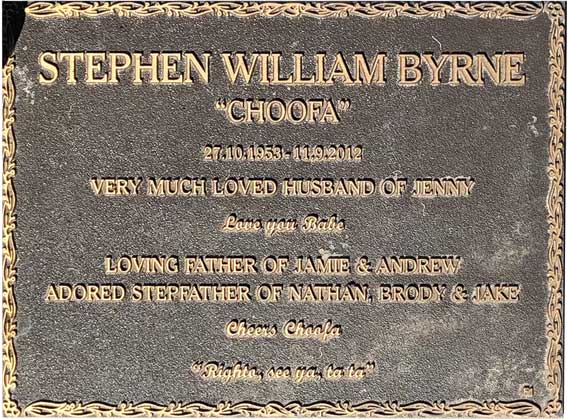 STEPHEN WILLIAM BYRNE
“CHOOFA”
27.10.1953 - 11.9.2012
VERY MUCH LOVED HUSBAND OF JENNY
Love you Babe
LOVING FATHER OF JAMIE & ANDREW
ADORED STEPFATHER OF NATHAN, BRODY & JAKE
Cheers Choofa
“Righto, see ya, ta ta”